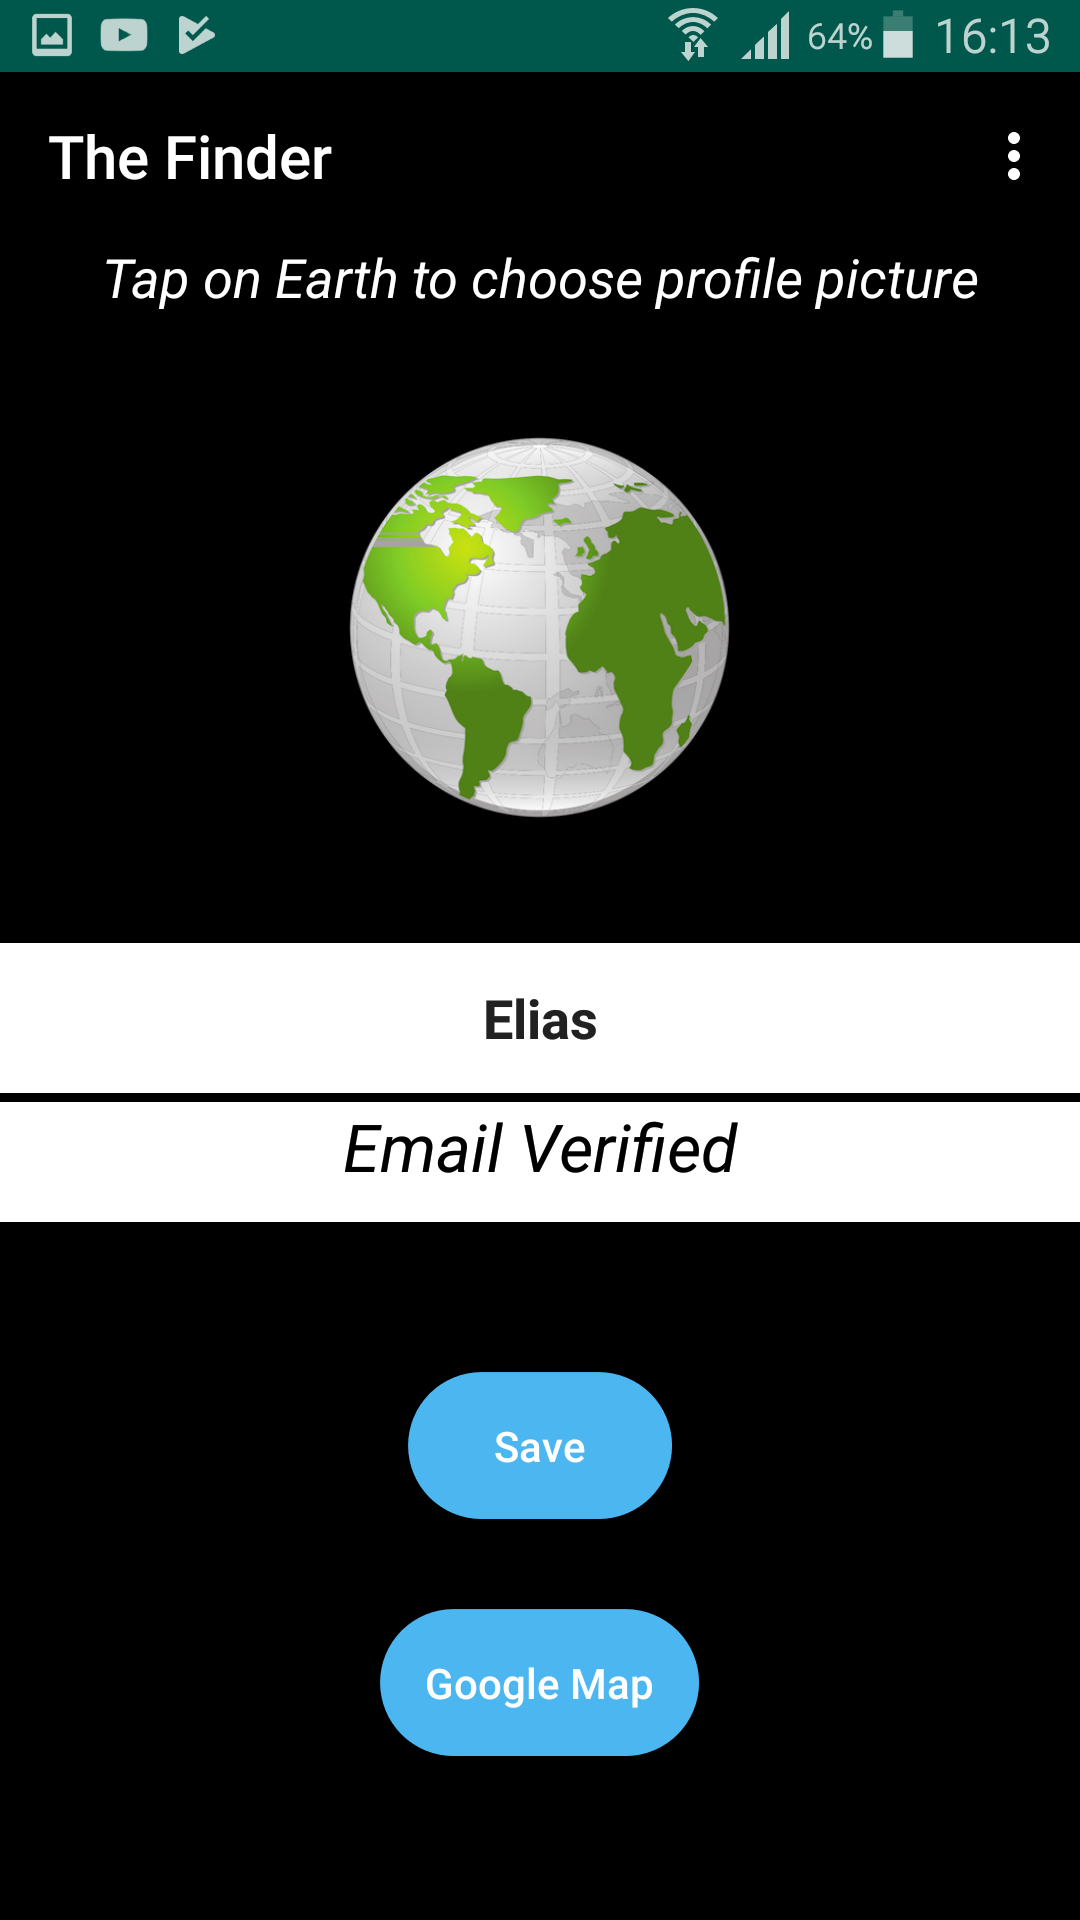 64% 16:13
The Finder
Tap on Earth to choose profile picture
Elias
Email Verified
Save
Google Map